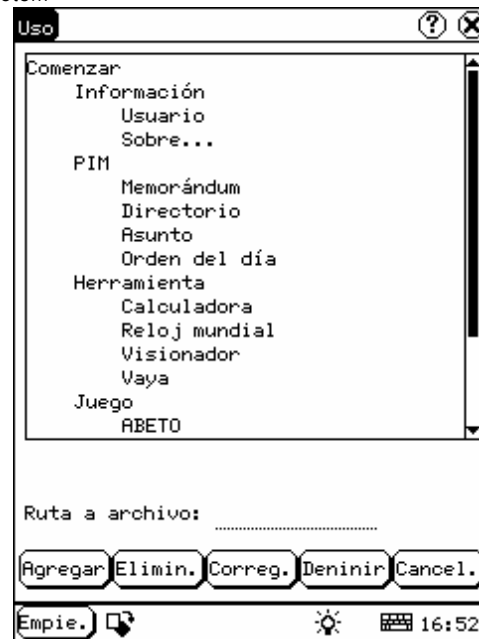 Uso ?
Comenzar
Información
Usuario
Sobre...
PIM
Memorándum
Directorio
Asunto
Orden del día
Herramienta
Calculadora
Reloj mundial
Visionador
Vaya
Juego
ABETO
Ruta a archivo:
Agregar Elimin. Correg. Deninir Cancel.
Empie. 16:52